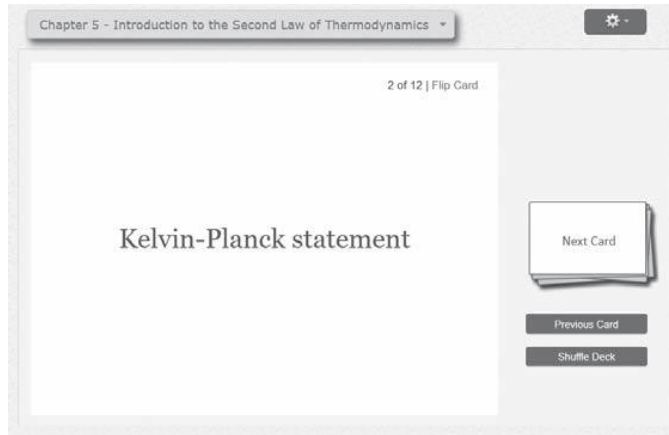 Chapter 5 - Introduction to the Second Law of Thermodynamics
2 of 12 | Flip Card
Kelvin-Planck statement
Next Card
Previous Card
Shuffle Deck